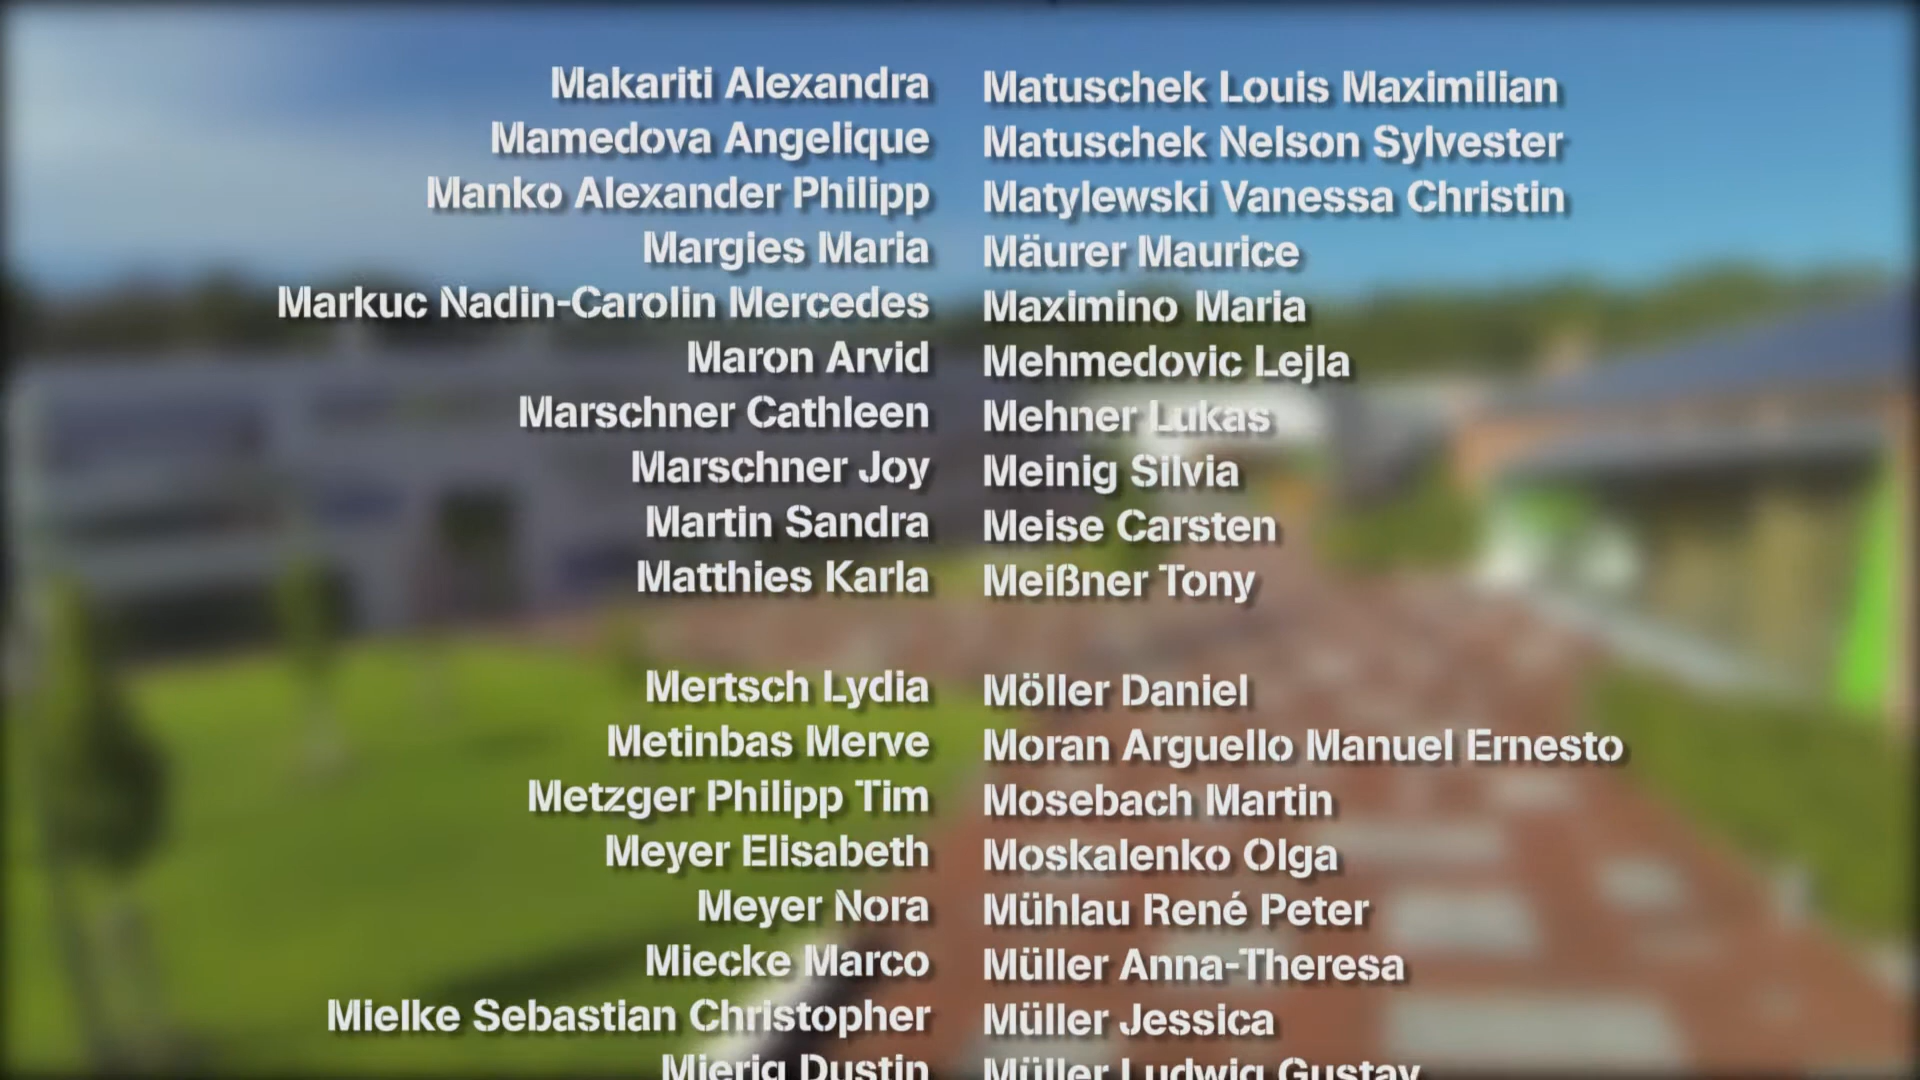 Makariti Alexandra
Mamedova Angelique
Manko Alexander Philipp
Margies Maria
Markuc Nadin-Carolin Mercedes
Maron Arvid
Marschner Cathleen
Marschner Joy
Martin Sandra
Matthies Karla
Matuschek Louis Maximilian
Matuschek Nelson Sylvester
Matylewski Vanessa Christin
Mäurer Maurice
Maximino Maria
Mehmedovic Lejla
Mehner Lukas
Meinig Silvia
Meise Carsten
Meißner Tony
Mertsch Lydia
Metinbas Merve
Metzger Philipp Tim
Meyer Elisabeth
Meyer Nora
Miecke Marco
Mielke Sebastian Christopher
Mierig Dustin
Möller Daniel
Moran Arguello Manuel Ernesto
Mosebach Martin
Moskalenko Olga
Mühlau René Peter
Müller Anna-Theresa
Müller Jessica
Müller Ludwig Gustav